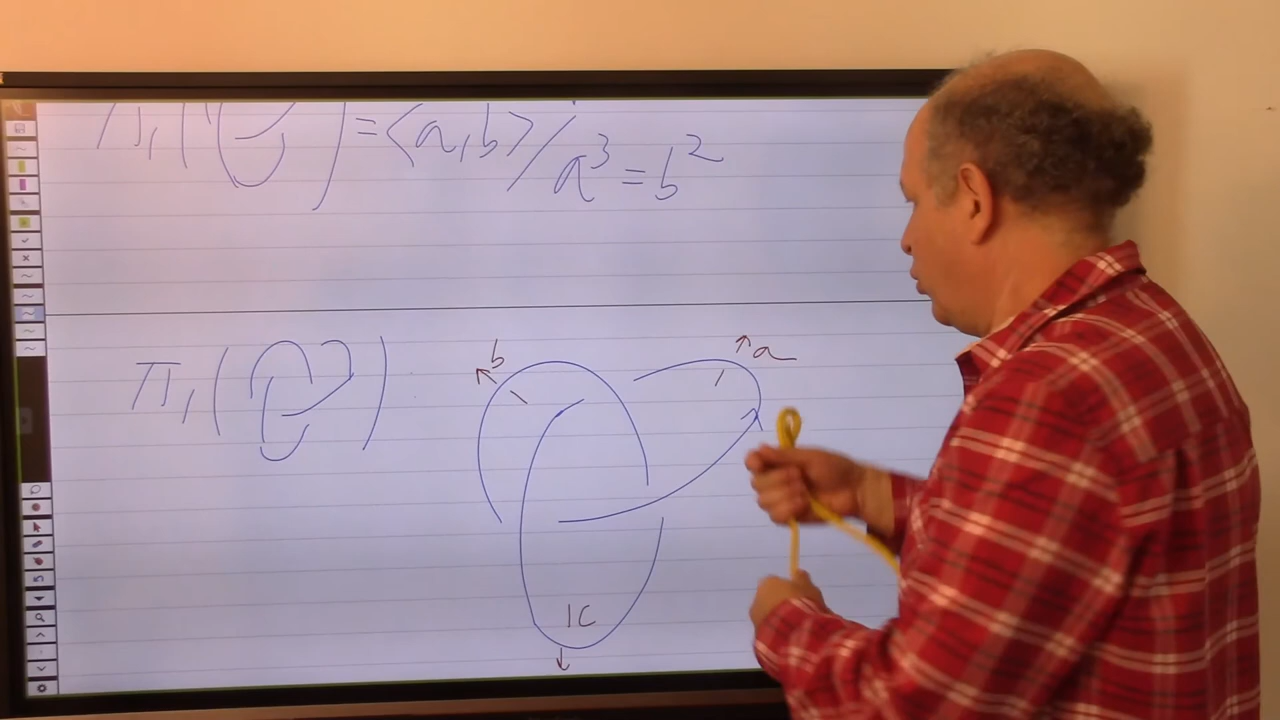 π₁( ) = <a,b> / a³ = b²
π₁( )
b
a
c